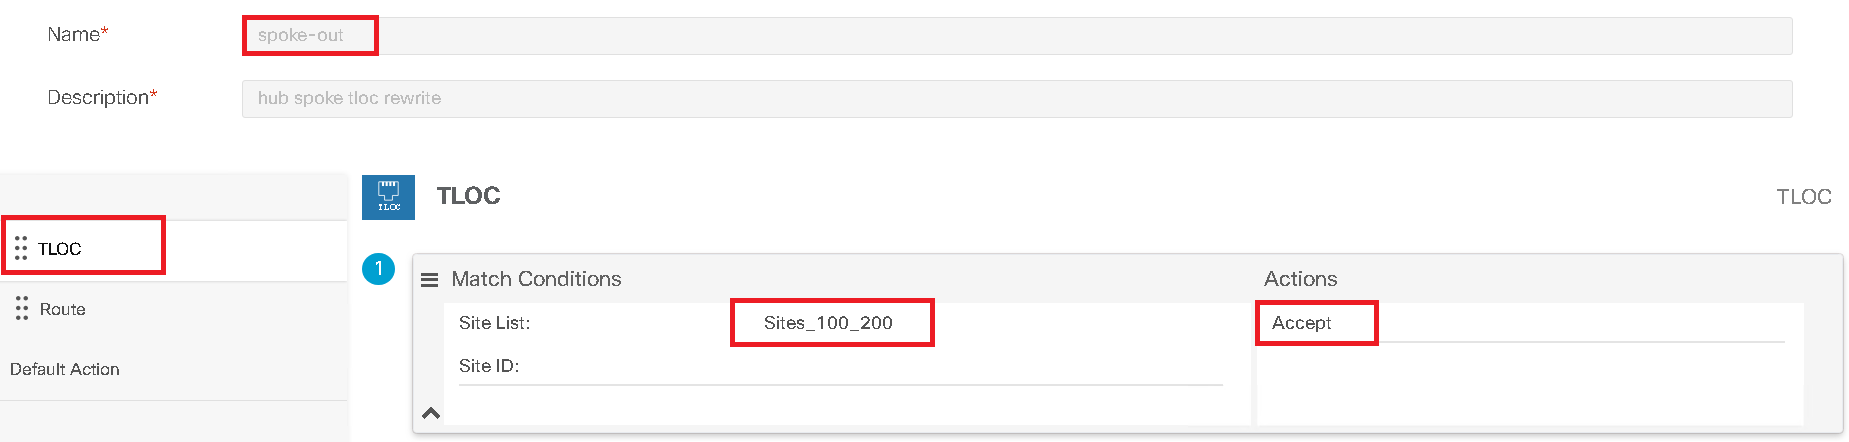 Name*
spoke-out
Description*
hub spoke tloc rewrite
TLOC
Route
Default Action
TLOC
TLOC
TLOC
1
Match Conditions
Actions
Site List:
Sites_100_200
Accept
Site ID: